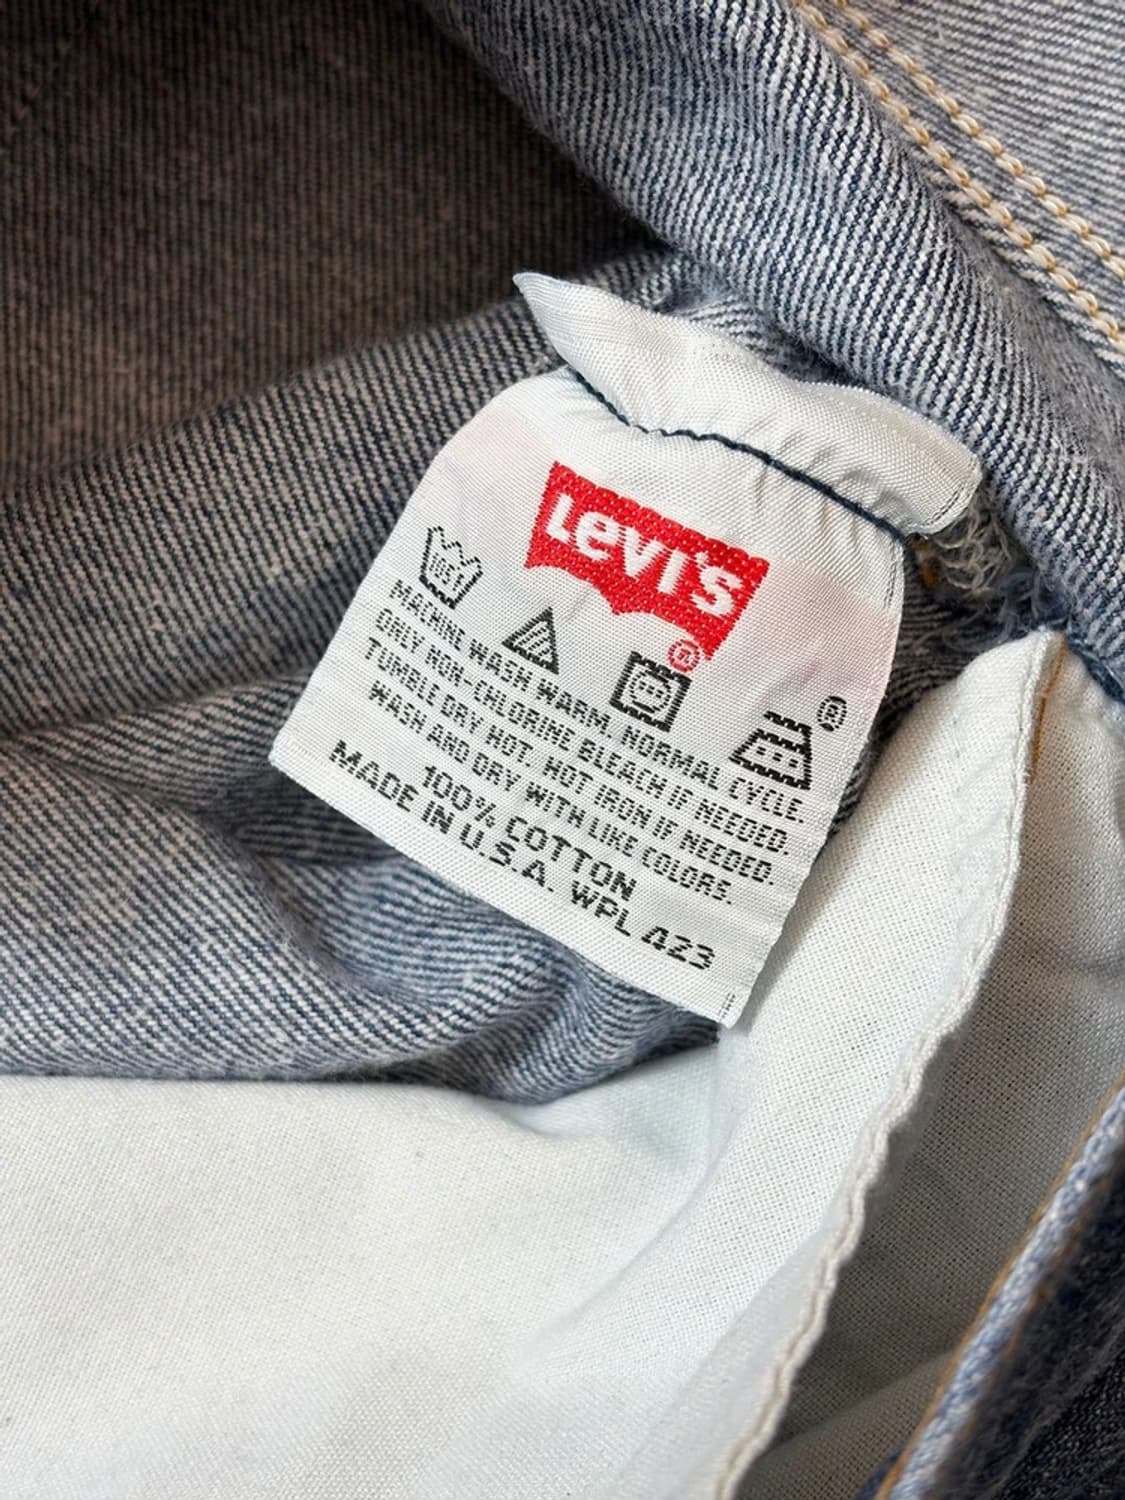 Levi's
®
105F
®
MACHINE WASH WARM, NORMAL CYCLE.
ONLY NON-CHLORINE BLEACH IF NEEDED.
TUMBLE DRY HOT. HOT IRON IF NEEDED.
WASH AND DRY WITH LIKE COLORS.
100% COTTON
MADE IN U.S.A. WPL 423